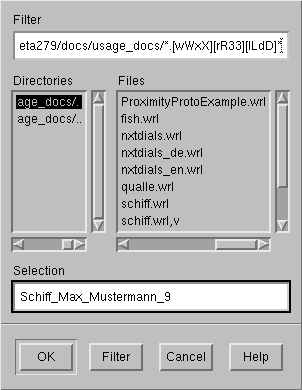 Filter
eta279/docs/usage_docs/*.[wWxX][rR33][lLdD]*
Directories
Files
age_docs/.
age_docs/..
ProximityProtoExample.wrl
fish.wrl
nxtdials.wrl
nxtdials_de.wrl
nxtdials_en.wrl
qualle.wrl
schiff.wrl
schiff.wrl,v
Selection
Schiff_Max_Mustermann_9
OK
Filter
Cancel
Help